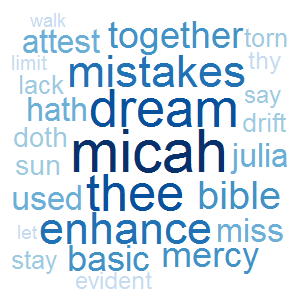 walk
attest together torn
limit mistakes thy
lack dream say
hath drift
doth micah julia
sun
used thee bible
let enhance miss
stay basic mercy
evident